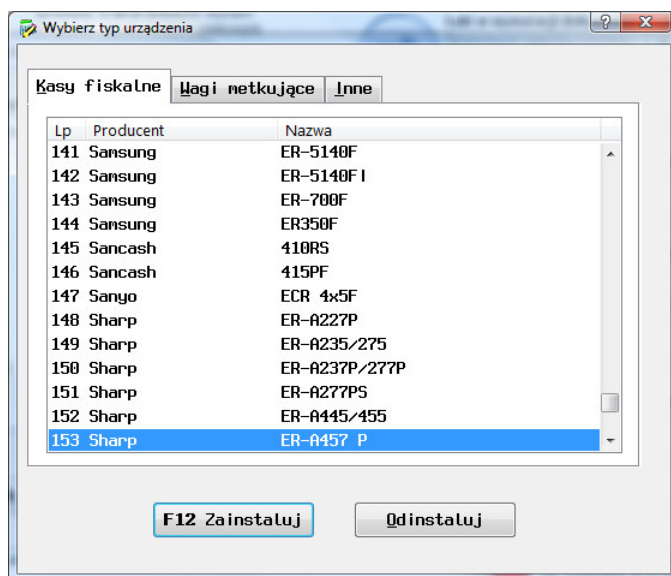 Wybierz typ urządzenia
Kasy fiskalne Wagi metkujące Inne
Lp Producent Nazwa
141 Samsung ER-5140F
142 Samsung ER-5140FI
143 Samsung ER-700F
144 Samsung ER350F
145 Sancash 410RS
146 Sancash 415PF
147 Sanyo ECR 4x5F
148 Sharp ER-A227P
149 Sharp ER-A235/275
150 Sharp ER-A237P/277P
151 Sharp ER-A277PS
152 Sharp ER-A445/455
153 Sharp ER-A457 P
F12 Zainstaluj Odinstaluj